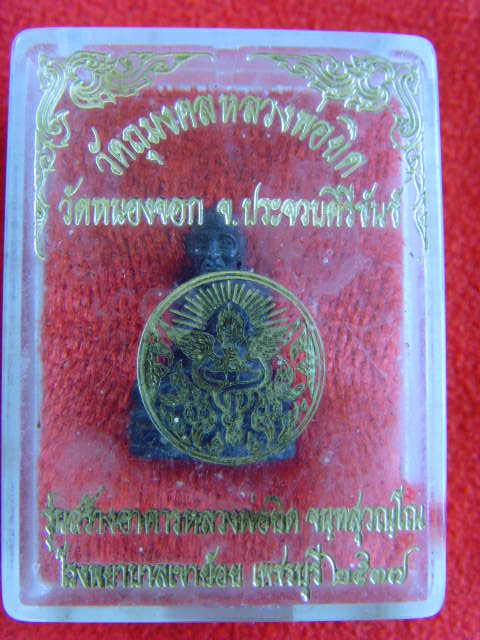 วัตถุมงคลหลวงพ่อยิด
วัดหนองจอก จ.ประจวบคิรีขันธ์
รุ่นสร้างอาคารหลวงพ่อยิด จนฺทสุวณฺโณ
โรงพยาบาลเขาย้อย เพชรบุรี ๒๕๓๗